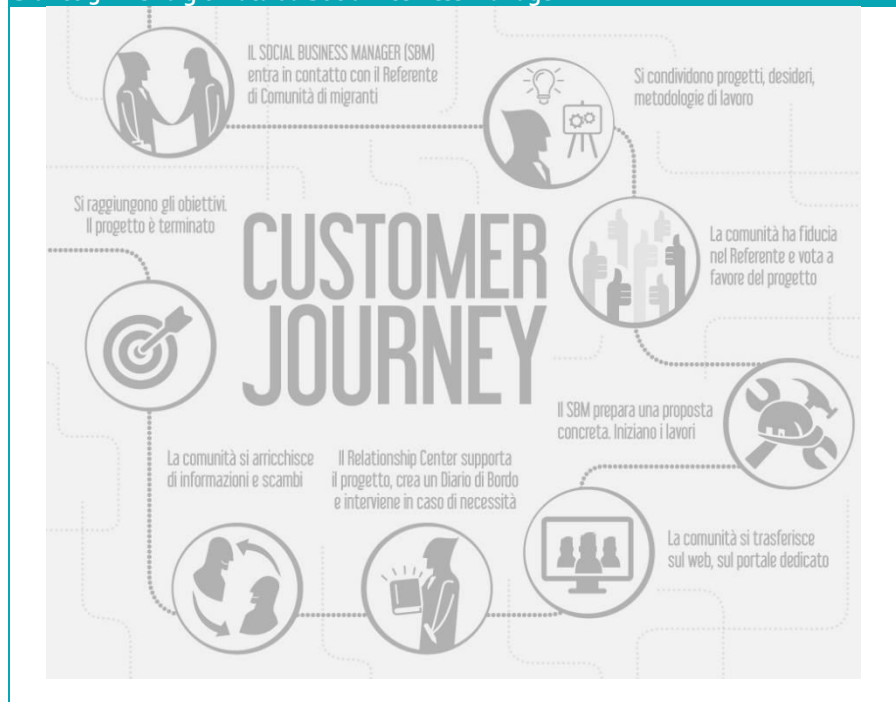 IL SOCIAL BUSINESS MANAGER (SBM)
entra in contatto con il Referente
di Comunità di migranti
Si condividono progetti, desideri,
metodologie di lavoro
La comunità ha fiducia
nel Referente e vota a
favore del progetto
Il SBM prepara una proposta
concreta. Iniziano i lavori
La comunità si trasferisce
sul web, sul portale dedicato
Il Relationship Center supporta
il progetto, crea un Diario di Bordo
e interviene in caso di necessità
La comunità si arricchisce
di informazioni e scambi
Si raggiungono gli obiettivi.
Il progetto è terminato
CUSTOMER
JOURNEY